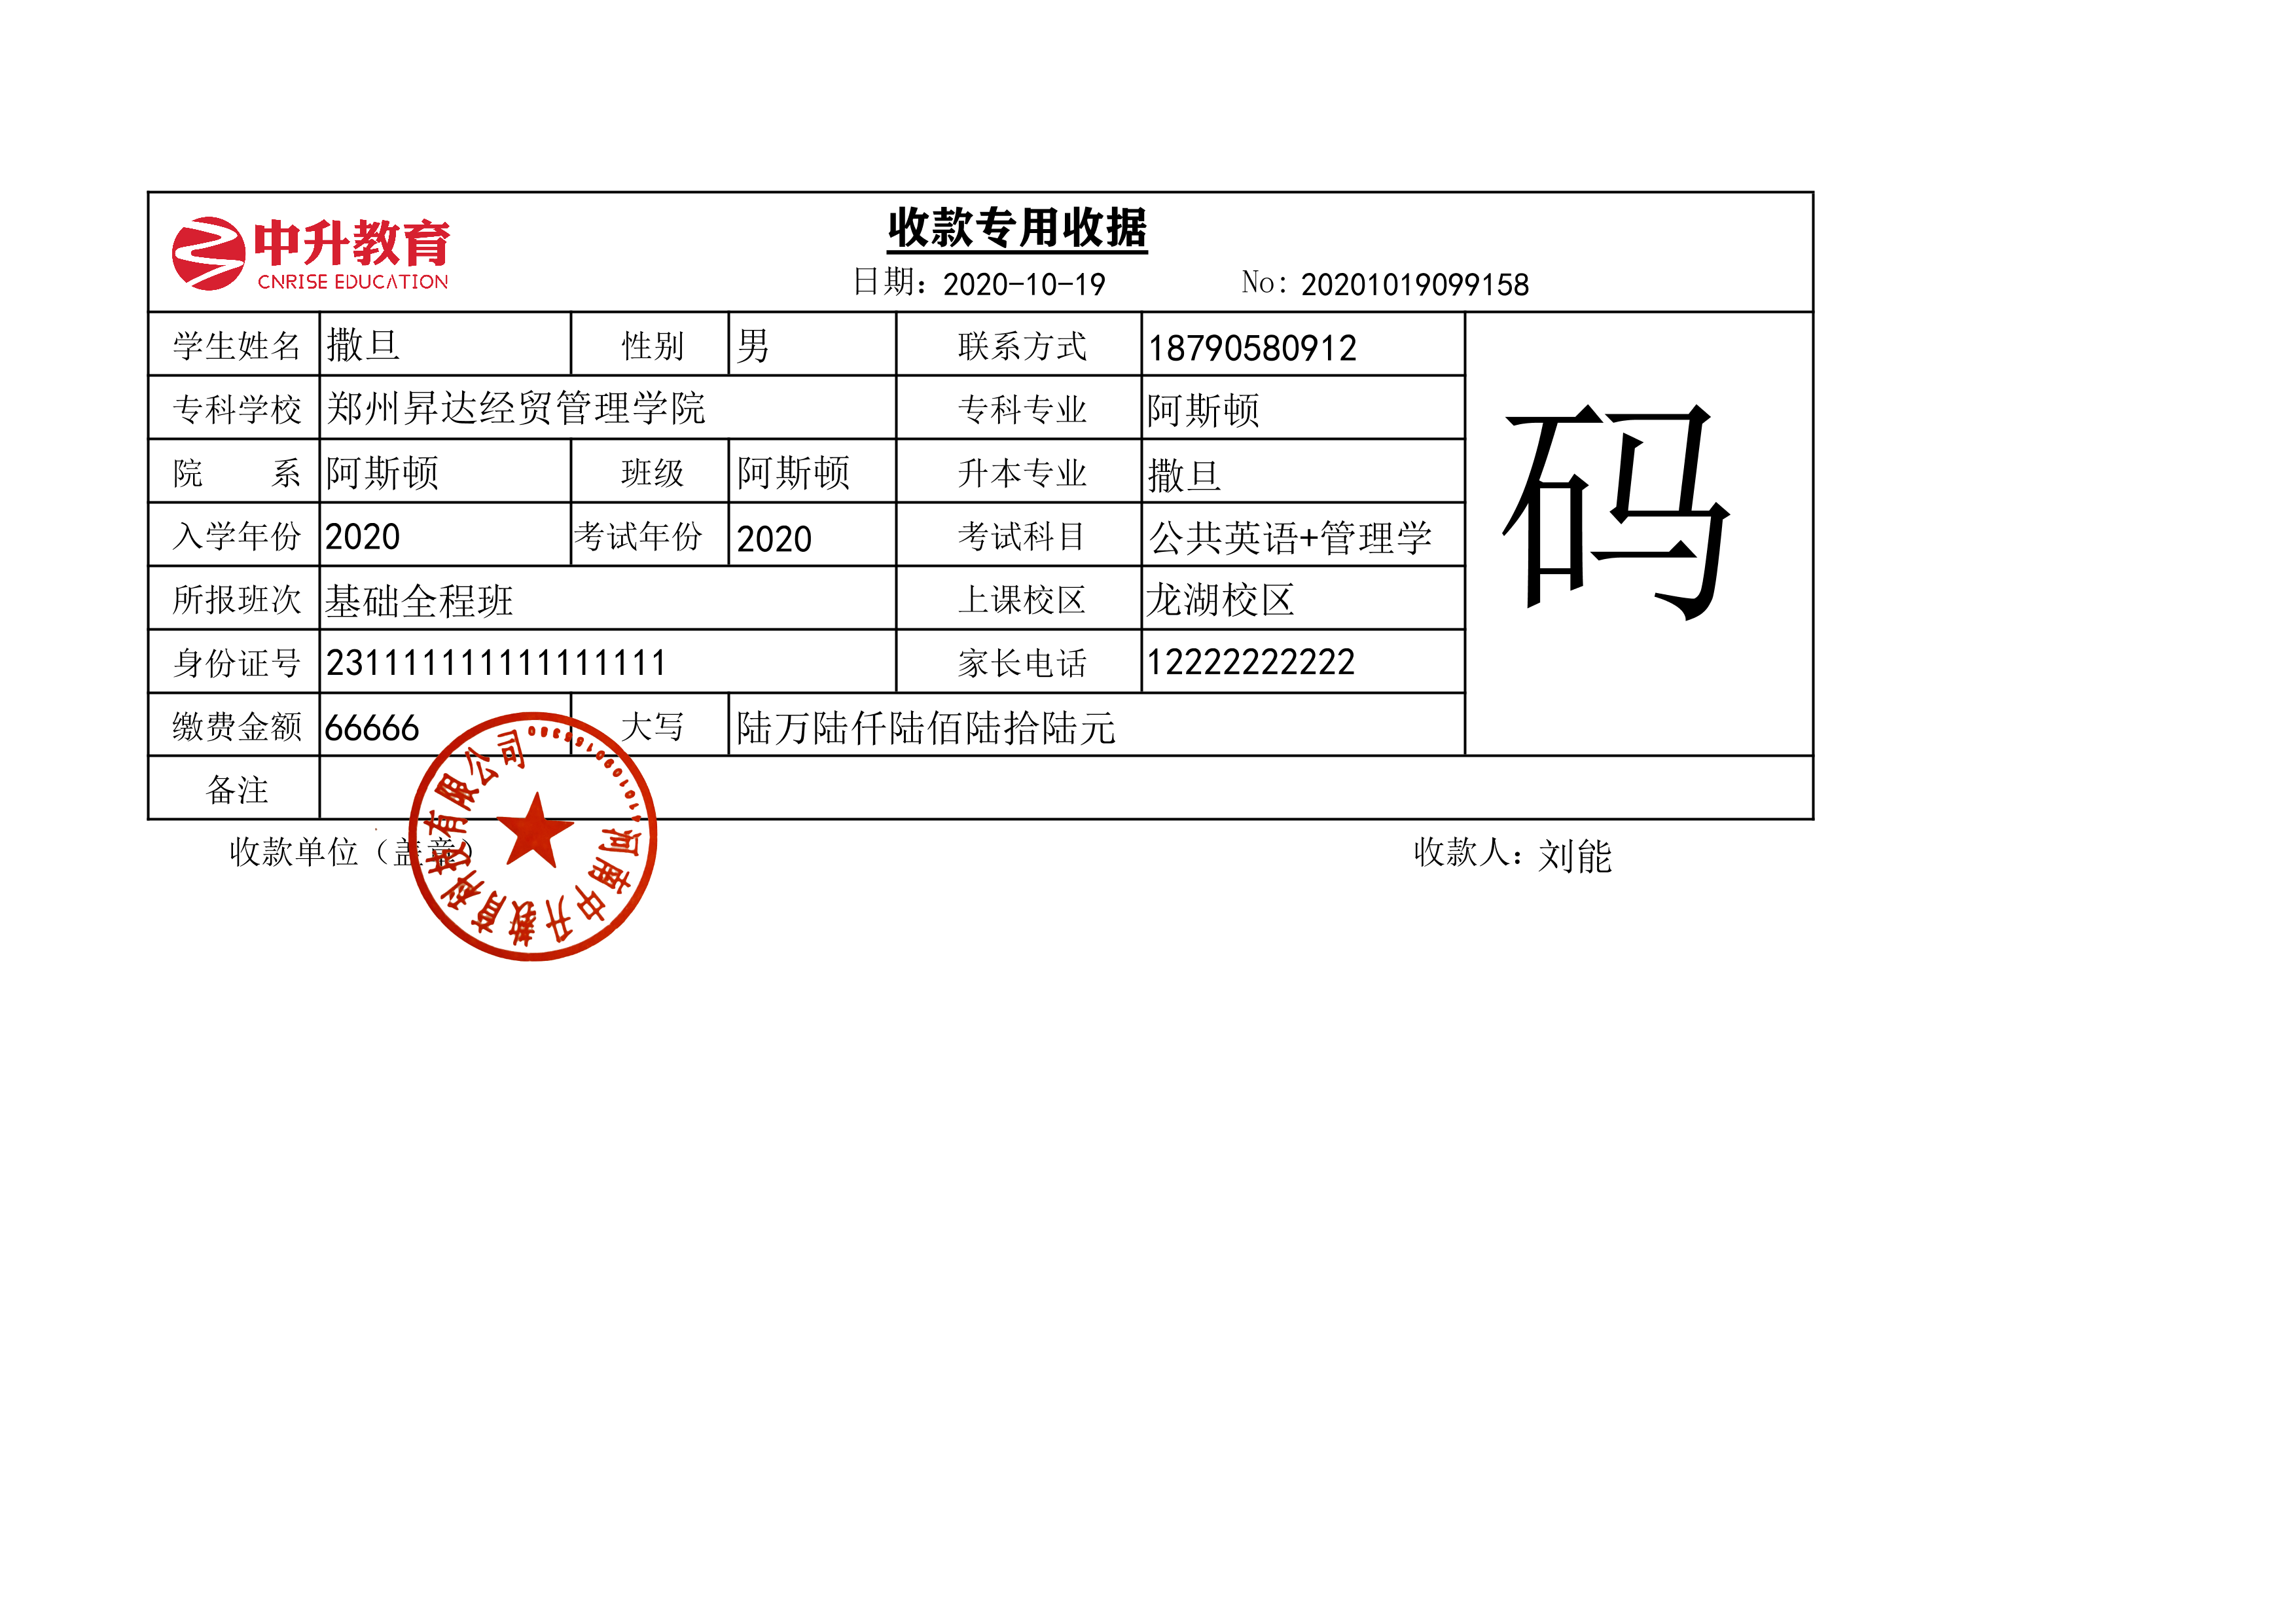 中升教育
CNRISE EDUCATION
收款专用收据
日期：2020-10-19 No：20201019099158
学生姓名 撒旦 性别 男 联系方式 18790580912
专科学校 郑州昇达经贸管理学院 专科专业 阿斯顿
院 系 阿斯顿 班级 阿斯顿 升本专业 撒旦
入学年份 2020 考试年份 2020 考试科目 公共英语+管理学
所报班次 基础全程班 上课校区 龙湖校区
身份证号 231111111111111111 家长电话 12222222222
缴费金额 66666 大写 陆万陆仟陆佰陆拾陆元
码
备注
收款单位（盖章） 收款人：刘能
河南中升教育科技有限公司